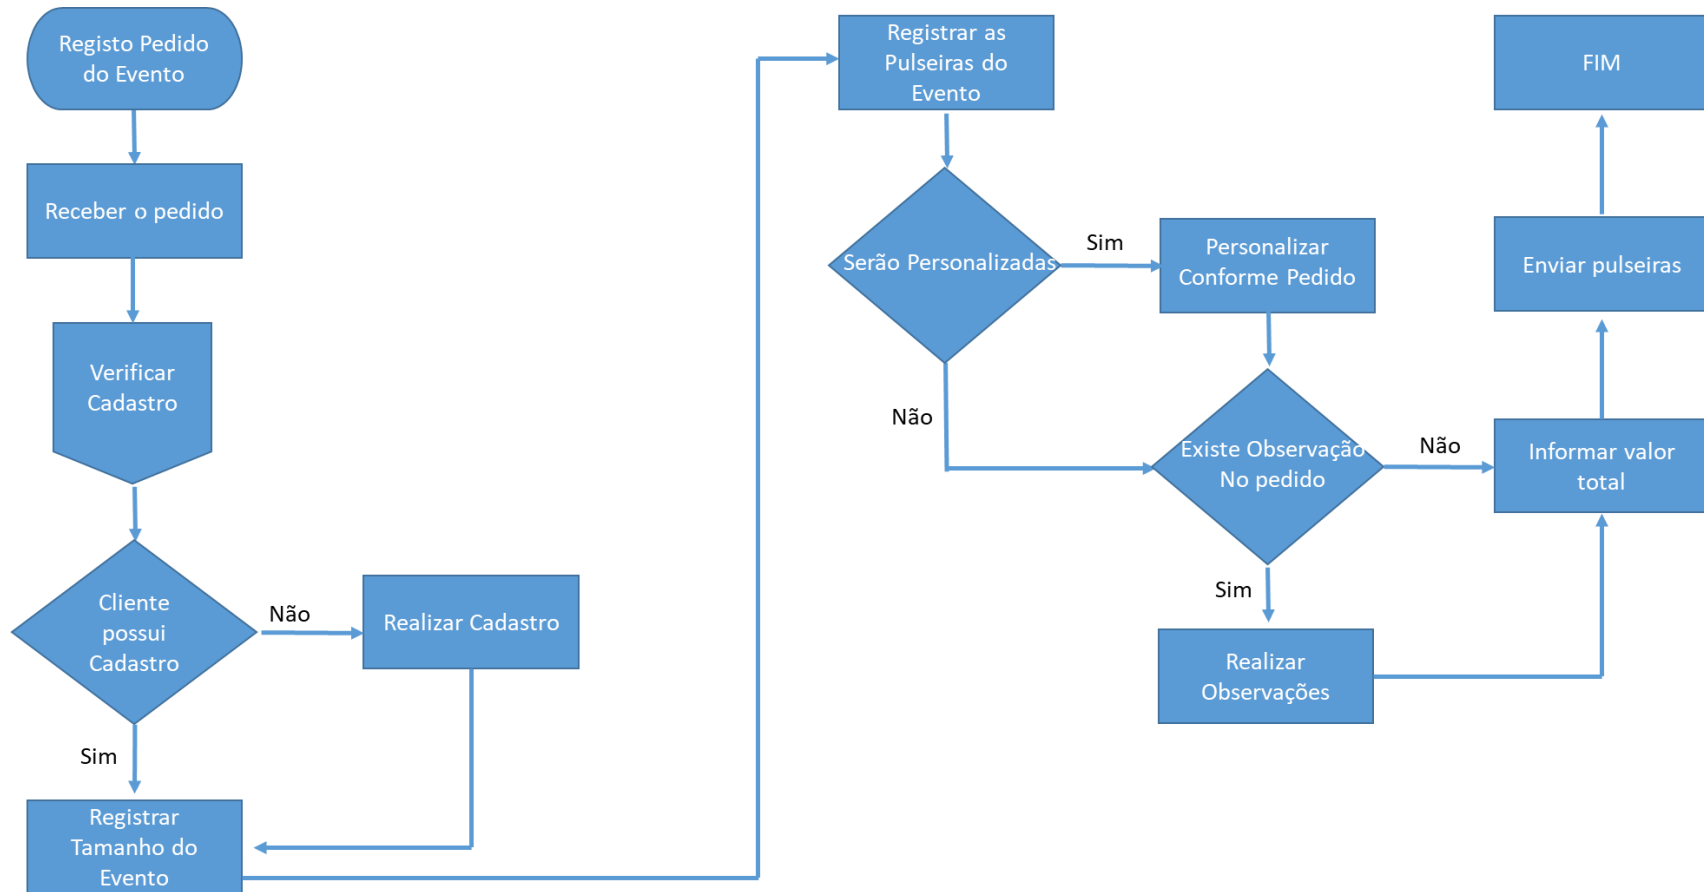 Registo Pedido
do Evento
Receber o pedido
Verificar
Cadastro
Cliente
possui
Cadastro
Não
Realizar Cadastro
Sim
Registrar
Tamanho do
Evento
Registrar as
Pulseiras do
Evento
Serão Personalizadas
Sim
Personalizar
Conforme Pedido
Não
Existe Observação
No pedido
Não
Sim
Realizar
Observações
Informar valor
total
Enviar pulseiras
FIM